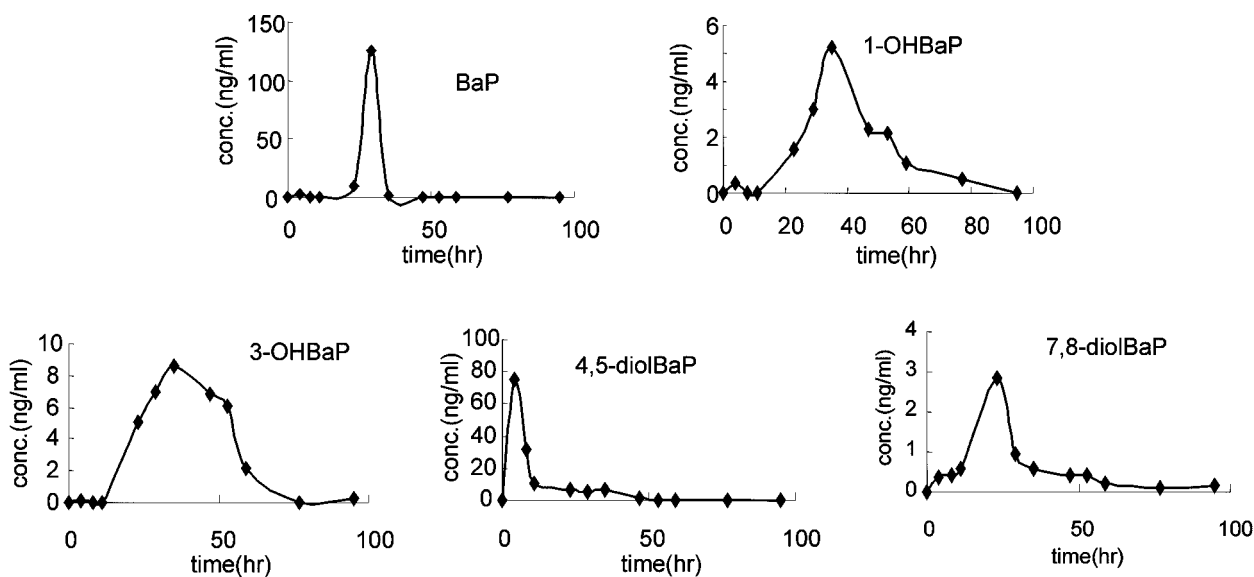 BaP
conc.(ng/ml)
150
100
50
0
0 50 100
time(hr)
1-OHBaP
conc.(ng/ml)
6
4
2
0
0 20 40 60 80 100
time(hr)
3-OHBaP
conc.(ng/ml)
10
8
6
4
2
0
0 50 100
time(hr)
4,5-diolBaP
conc.(ng/ml)
100
80
60
40
20
0
0 50 100
time(hr)
7,8-diolBaP
conc.(ng/ml)
4
3
2
1
0
0 50 100
time(hr)